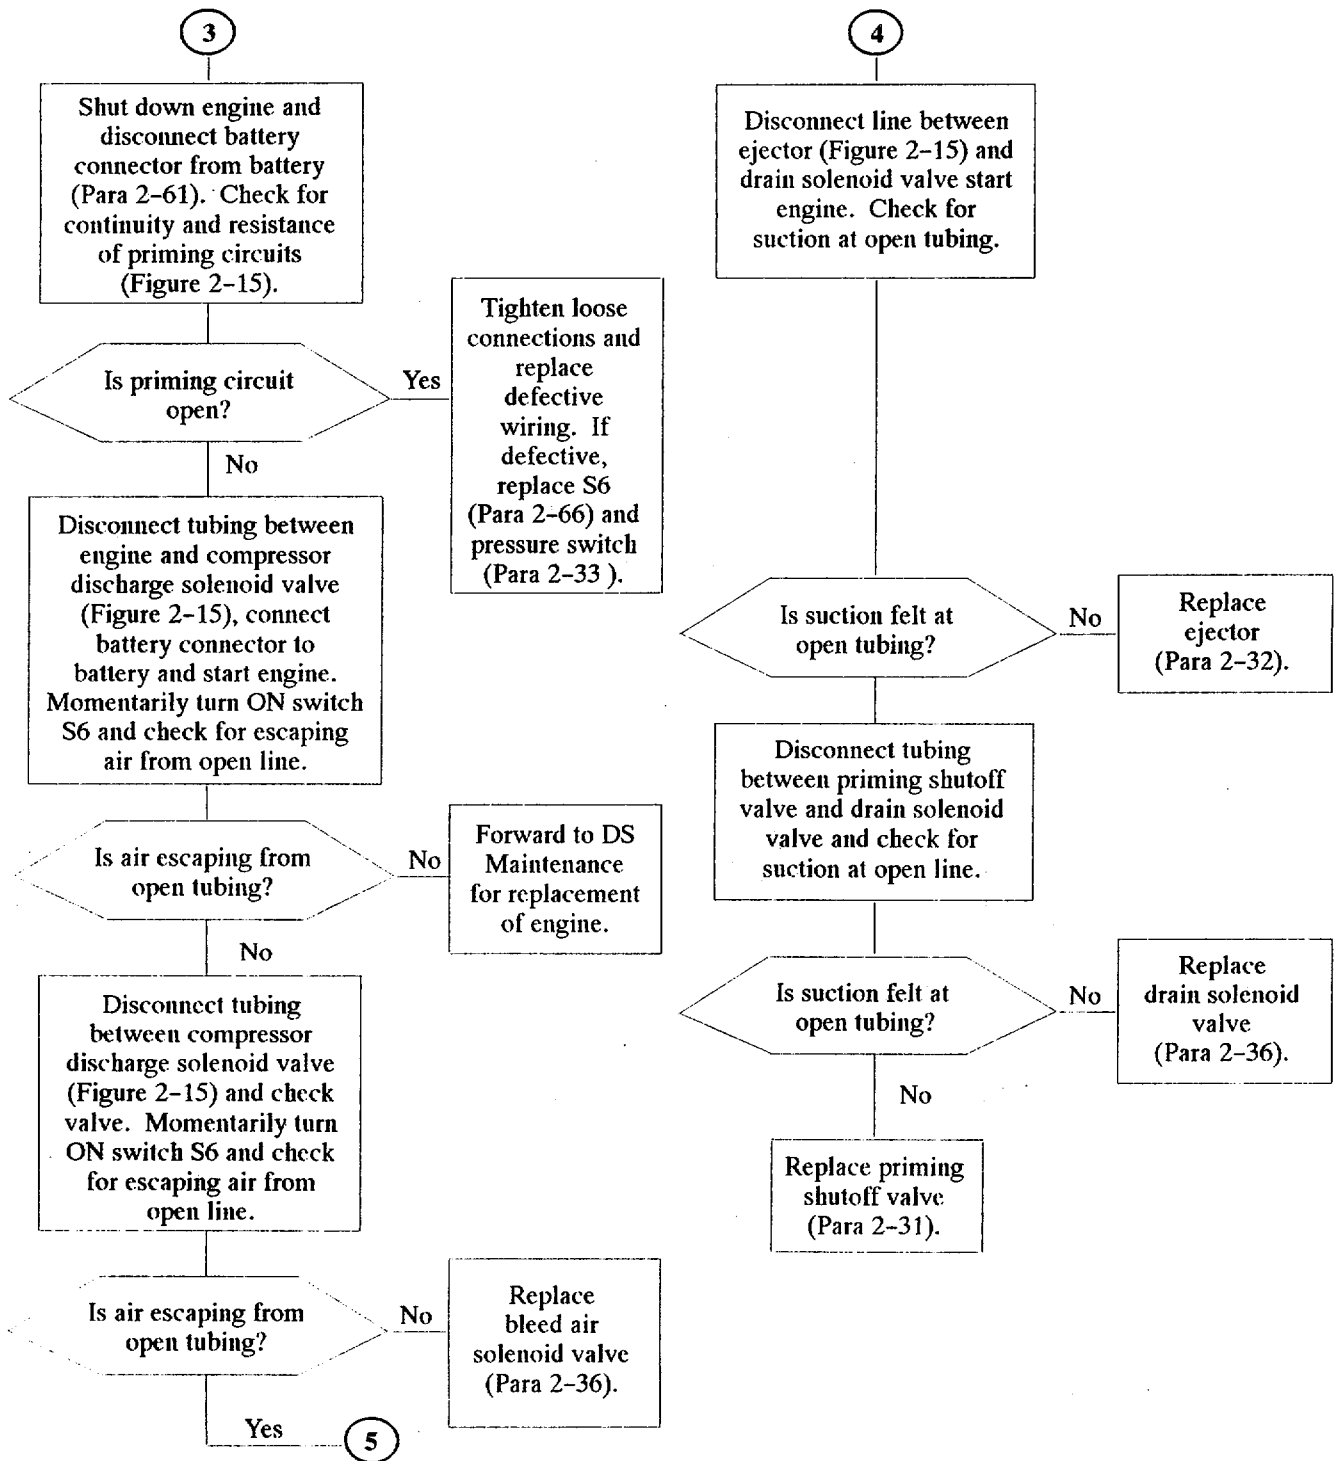 3
Shut down engine and
disconnect battery
connector from battery
(Para 2–61). Check for
continuity and resistance
of priming circuits
(Figure 2–15).
Is priming circuit
open?
Yes
Tighten loose
connections and
replace
defective
wiring. If
defective,
replace S6
(Para 2–66) and
pressure switch
(Para 2–33 ).
No
Disconnect tubing between
engine and compressor
discharge solenoid valve
(Figure 2–15), connect
battery connector to
battery and start engine.
Momentarily turn ON switch
S6 and check for escaping
air from open line.
Is air escaping from
open tubing?
No
Forward to DS
Maintenance
for replacement
of engine.
No
Disconnect tubing
between compressor
discharge solenoid valve
(Figure 2–15) and check
valve. Momentarily turn
ON switch S6 and check
for escaping air from
open line.
Is air escaping from
open tubing?
No
Replace
bleed air
solenoid valve
(Para 2–36).
Yes
5
4
Disconnect line between
ejector (Figure 2–15) and
drain solenoid valve start
engine. Check for
suction at open tubing.
Is suction felt at
open tubing?
No
Replace
ejector
(Para 2–32).
Disconnect tubing
between priming shutoff
valve and drain solenoid
valve and check for
suction at open line.
Is suction felt at
open tubing?
No
Replace
drain solenoid
valve
(Para 2–36).
No
Replace priming
shutoff valve
(Para 2–31).